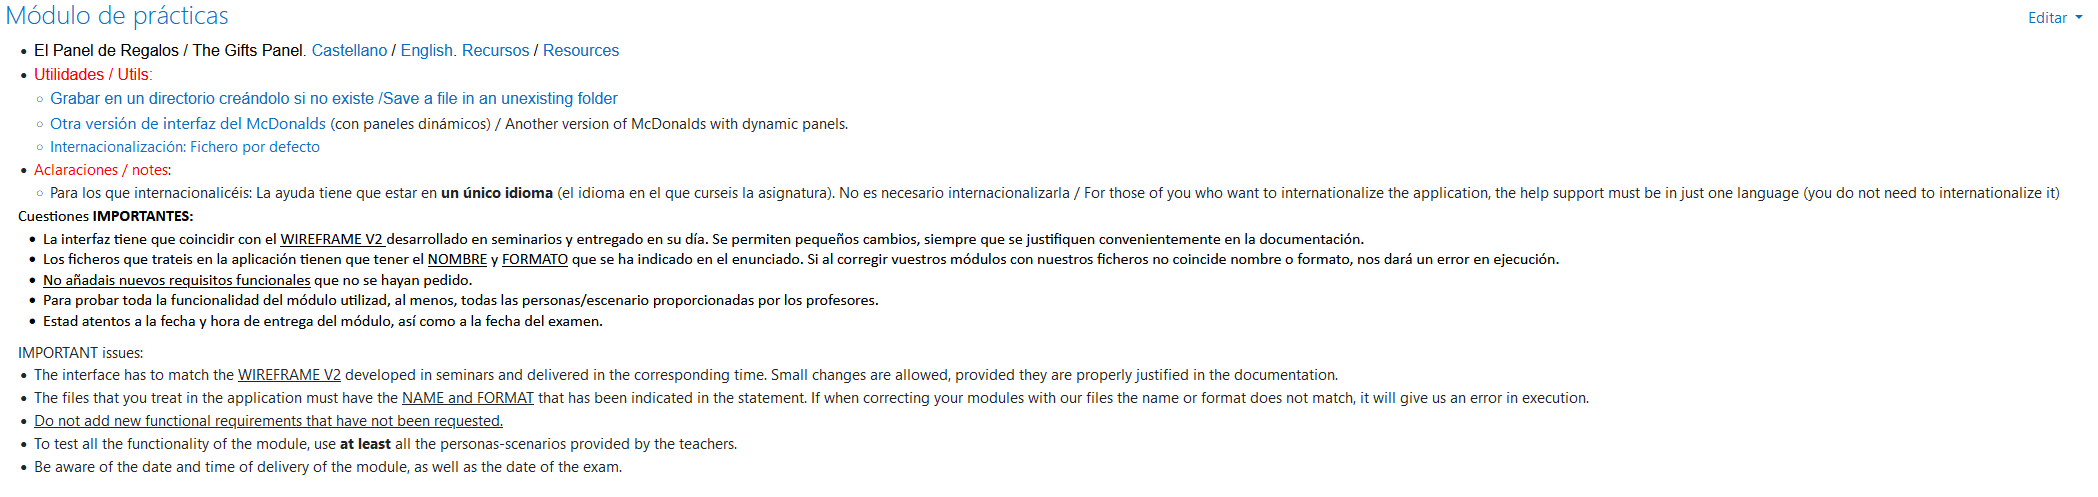 Módulo de prácticas
Editar
El Panel de Regalos / The Gifts Panel. Castellano / English. Recursos / Resources
Utilidades / Utils:
Grabar en un directorio creándolo si no existe /Save a file in an unexisting folder
Otra versión de interfaz del McDonalds (con paneles dinámicos) / Another version of McDonalds with dynamic panels.
Internacionalización: Fichero por defecto
Aclaraciones / notes:
Para los que internacionalicéis: La ayuda tiene que estar en un único idioma (el idioma en el que curseis la asignatura). No es necesario internacionalizarla / For those of you who want to internationalize the application, the help support must be in just one language (you do not need to internationalize it)
Cuestiones IMPORTANTES:
La interfaz tiene que coincidir con el WIREFRAME V2 desarrollado en seminarios y entregado en su día. Se permiten pequeños cambios, siempre que se justifiquen convenientemente en la documentación.
Los ficheros que trateis en la aplicación tienen que tener el NOMBRE y FORMATO que se ha indicado en el enunciado. Si al corregir vuestros módulos con nuestros ficheros no coincide nombre o formato, nos dará un error en ejecución.
No añadais nuevos requisitos funcionales que no se hayan pedido.
Para probar toda la funcionalidad del módulo utilizad, al menos, todas las personas/escenario proporcionadas por los profesores.
Estad atentos a la fecha y hora de entrega del módulo, así como a la fecha del examen.
IMPORTANT issues:
The interface has to match the WIREFRAME V2 developed in seminars and delivered in the corresponding time. Small changes are allowed, provided they are properly justified in the documentation.
The files that you treat in the application must have the NAME and FORMAT that has been indicated in the statement. If when correcting your modules with our files the name or format does not match, it will give us an error in execution.
Do not add new functional requirements that have not been requested.
To test all the functionality of the module, use at least all the personas-scenarios provided by the teachers.
Be aware of the date and time of delivery of the module, as well as the date of the exam.